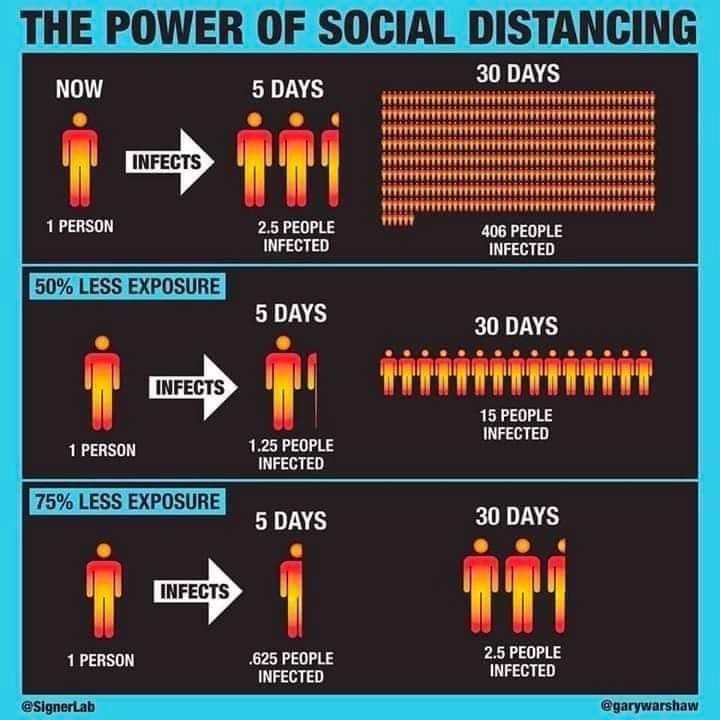 THE POWER OF SOCIAL DISTANCING
NOW
5 DAYS
30 DAYS
INFECTS
1 PERSON
2.5 PEOPLE
INFECTED
406 PEOPLE
INFECTED
50% LESS EXPOSURE
5 DAYS
30 DAYS
INFECTS
1 PERSON
1.25 PEOPLE
INFECTED
15 PEOPLE
INFECTED
75% LESS EXPOSURE
5 DAYS
30 DAYS
INFECTS
1 PERSON
.625 PEOPLE
INFECTED
2.5 PEOPLE
INFECTED
@SignerLab
@garywarshaw